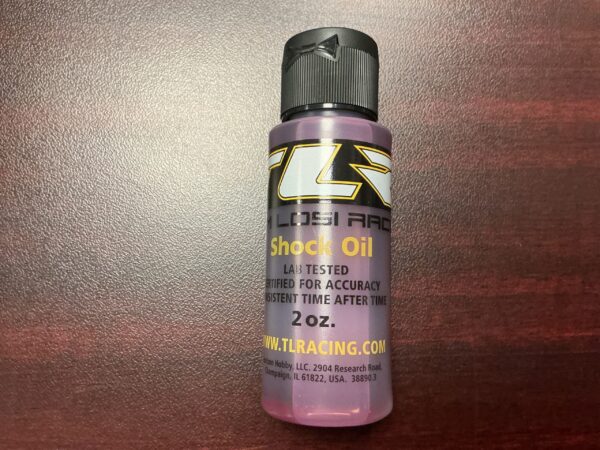 TLR
M LOSI RAC
Shock Oil
LAB TESTED
RTIFIED FOR ACCURACY
NSISTENT TIME AFTER TIME
2 oz.
WWW.TLRACING.COM
Hobby, LLC. 2904 Research Road,
Champaign, IL 61822, USA. 38890.3